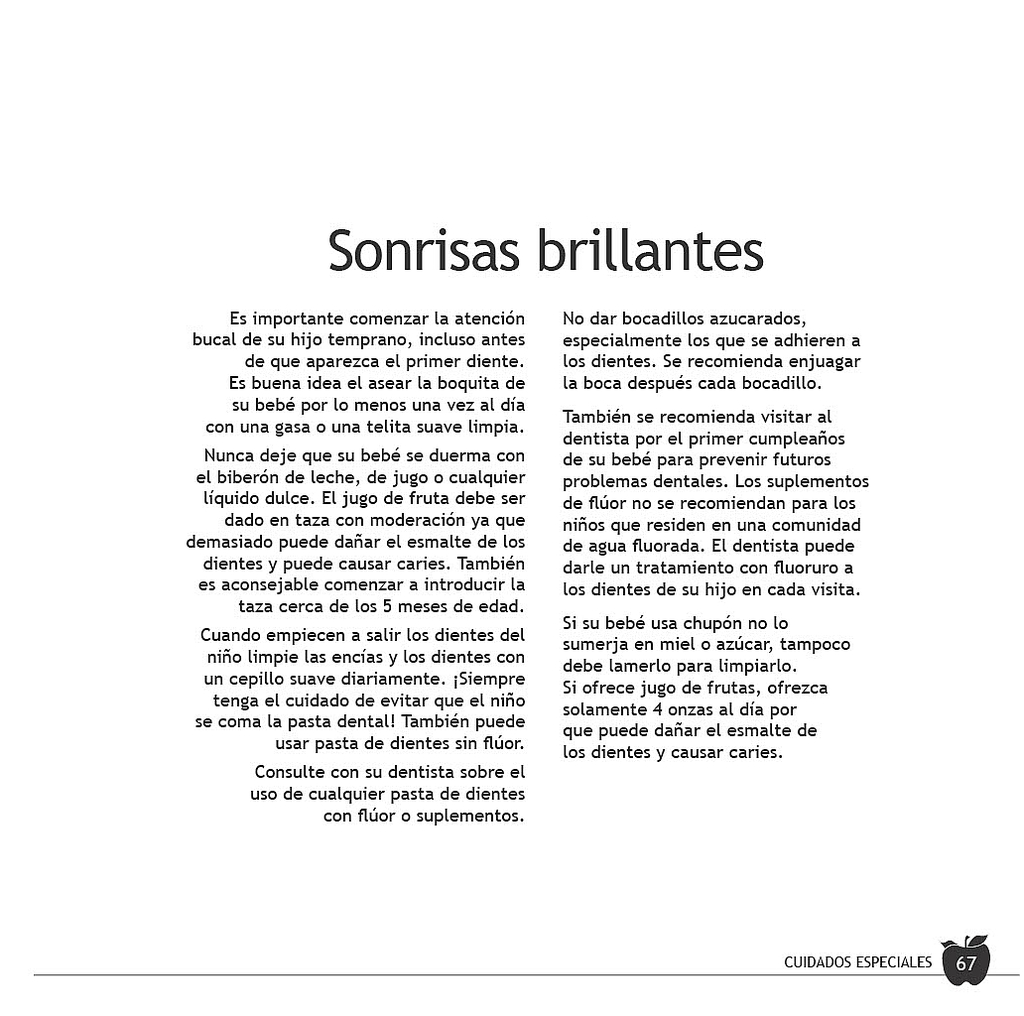 Sonrisas brillantes
Es importante comenzar la atención
bucal de su hijo temprano, incluso antes
de que aparezca el primer diente.
Es buena idea el asear la boquita de
su bebé por lo menos una vez al día
con una gasa o una telita suave limpia.
Nunca deje que su bebé se duerma con
el biberón de leche, de jugo o cualquier
líquido dulce. El jugo de fruta debe ser
dado en taza con moderación ya que
demasiado puede dañar el esmalte de los
dientes y puede causar caries. También
es aconsejable comenzar a introducir la
taza cerca de los 5 meses de edad.
Cuando empiecen a salir los dientes del
niño limpie las encías y los dientes con
un cepillo suave diariamente. ¡Siempre
tenga el cuidado de evitar que el niño
se coma la pasta dental! También puede
usar pasta de dientes sin flúor.
Consulte con su dentista sobre el
uso de cualquier pasta de dientes
con flúor o suplementos.
No dar bocadillos azucarados,
especialmente los que se adhieren a
los dientes. Se recomienda enjuagar
la boca después cada bocadillo.
También se recomienda visitar al
dentista por el primer cumpleaños
de su bebé para prevenir futuros
problemas dentales. Los suplementos
de flúor no se recomiendan para los
niños que residen en una comunidad
de agua fluorada. El dentista puede
darle un tratamiento con fluoruro a
los dientes de su hijo en cada visita.
Si su bebé usa chupón no lo
sumerja en miel o azúcar, tampoco
debe lamerlo para limpiarlo.
Si ofrece jugo de frutas, ofrezca
solamente 4 onzas al día por
que puede dañar el esmalte de
los dientes y causar caries.
CUIDADOS ESPECIALES 67